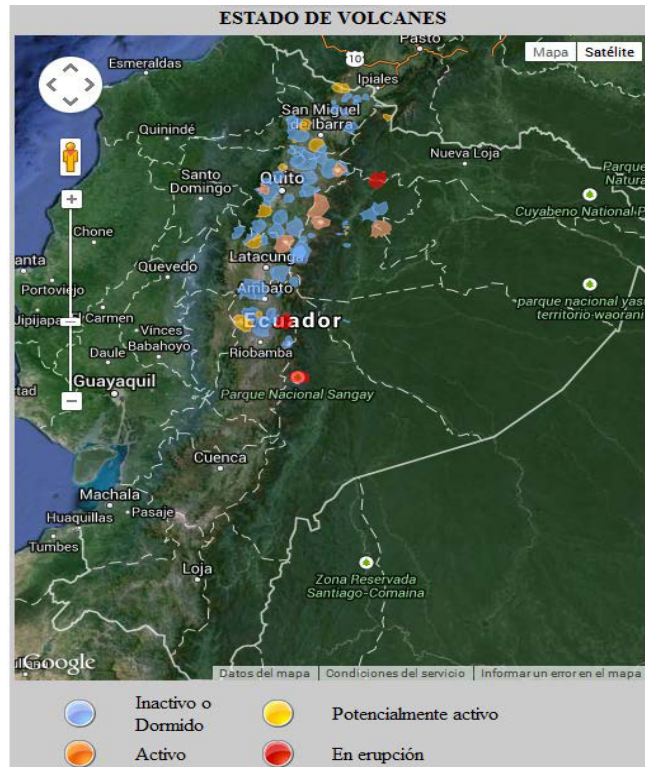 ESTADO DE VOLCANES
Pasto
Mapa
Satélite
Esmeraldas
Ipiales
San Miguel
de Ibarra
Quinindé
Nueva Loja
Santo
Domingo
Quito
Parque
Natura
Cuyabeno National P
Chone
anta
Latacunga
Quevedo
Portoviejo
Ambato
parque nacional yasu
territorio-waorani
Jipijapa
El Carmen
Vinces
Ecuador
Daule
Babahoyo
Riobamba
Guayaquil
Parque Nacional Sangay
Cuenca
Machala
Huaquillas
Pasaje
Tumbes
Loja
Zona Reservada
Santiago-Comaina
Google
Datos del mapa
Condiciones del servicio
Informar un error en el mapa
Inactivo o
Dormido
Potencialmente activo
Activo
En erupción